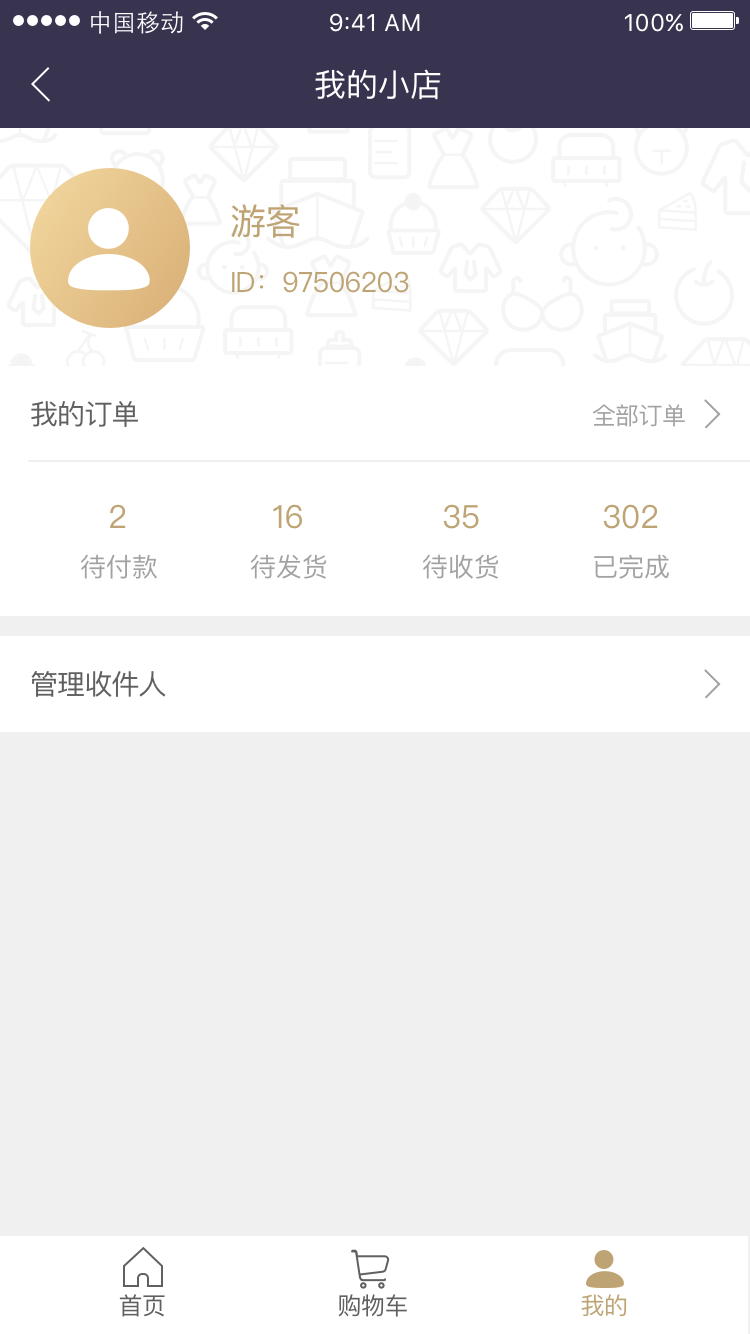 中国移动 9:41 AM 100%
我的小店
游客
ID：97506203
我的订单 全部订单
2 16 35 302
待付款 待发货 待收货 已完成
管理收件人
首页 购物车 我的